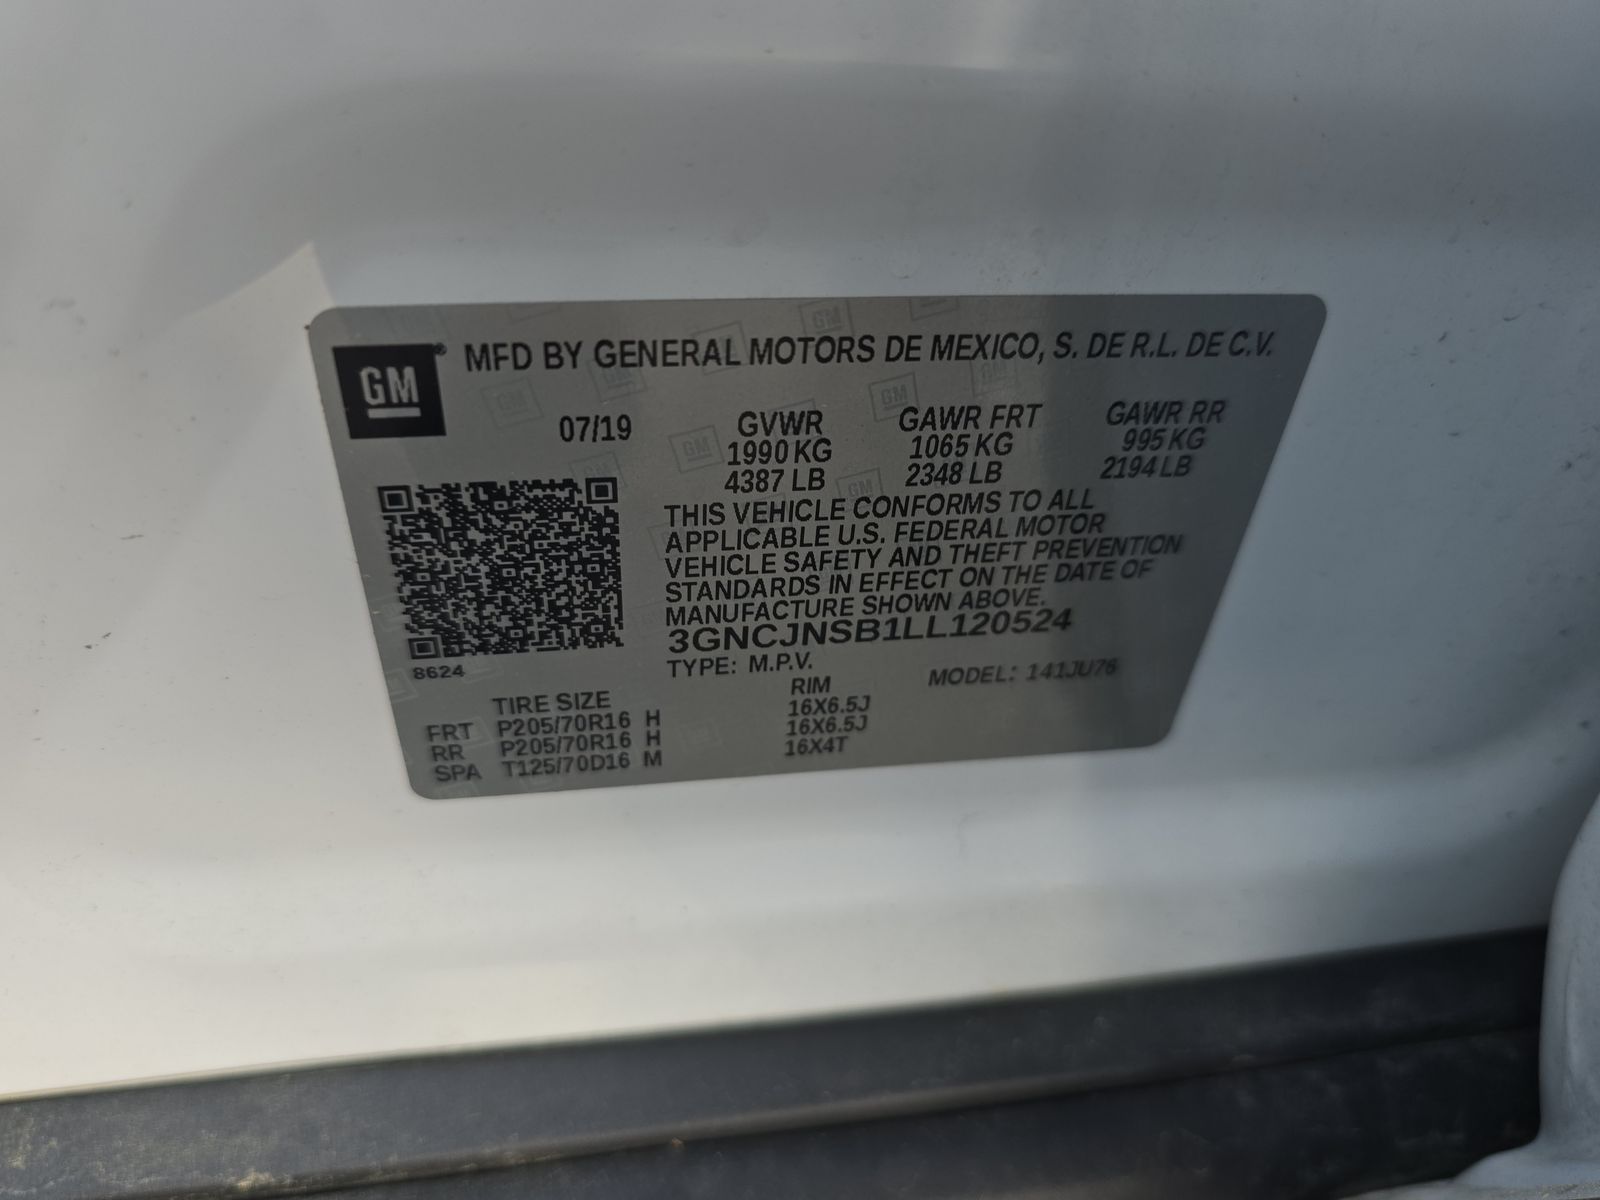 GM MFD BY GENERAL MOTORS DE MEXICO, S. DE R.L. DE C.V.
07/19 GVWR GAWR FRT GAWR RR
1990 KG 1065 KG 995 KG
4387 LB 2348 LB 2194 LB
THIS VEHICLE CONFORMS TO ALL
APPLICABLE U.S. FEDERAL MOTOR
VEHICLE SAFETY AND THEFT PREVENTION
STANDARDS IN EFFECT ON THE DATE OF
MANUFACTURE SHOWN ABOVE.
3GNCJNSB1LL120524
8624
TYPE: M.P.V. MODEL: 141JU76
TIRE SIZE RIM
FRT P205/70R16 H 16X6.5J
RR P205/70R16 H 16X6.5J
SPA T125/70D16 M 16X4T